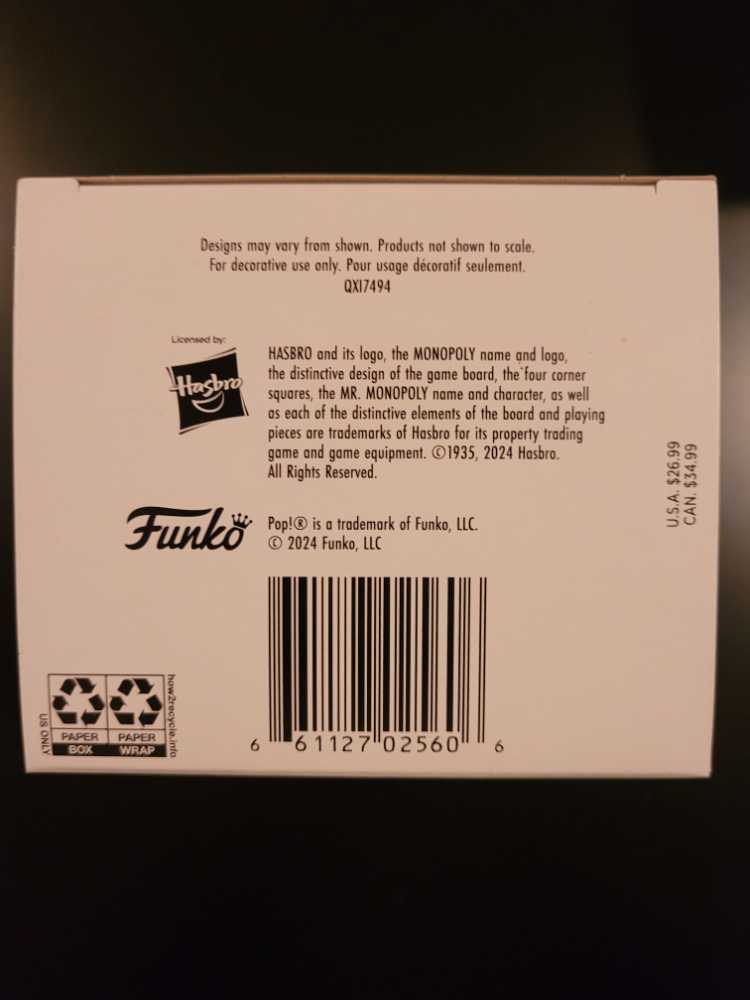 Designs may vary from shown. Products not shown to scale.
For decorative use only. Pour usage décoratif seulement.
QXI7494
Licensed by:
Hasbro
HASBRO and its logo, the MONOPOLY name and logo,
the distinctive design of the game board, the four corner
squares, the MR. MONOPOLY name and character, as well
as each of the distinctive elements of the board and playing
pieces are trademarks of Hasbro for its property trading
game and game equipment. ©1935, 2024 Hasbro.
All Rights Reserved.
U.S.A. $26.99
CAN. $34.99
Funko
Pop!® is a trademark of Funko, LLC.
© 2024 Funko, LLC
US ONLY
PAPER
BOX
PAPER
WRAP
how2recycle.info
6 61127 02560 6